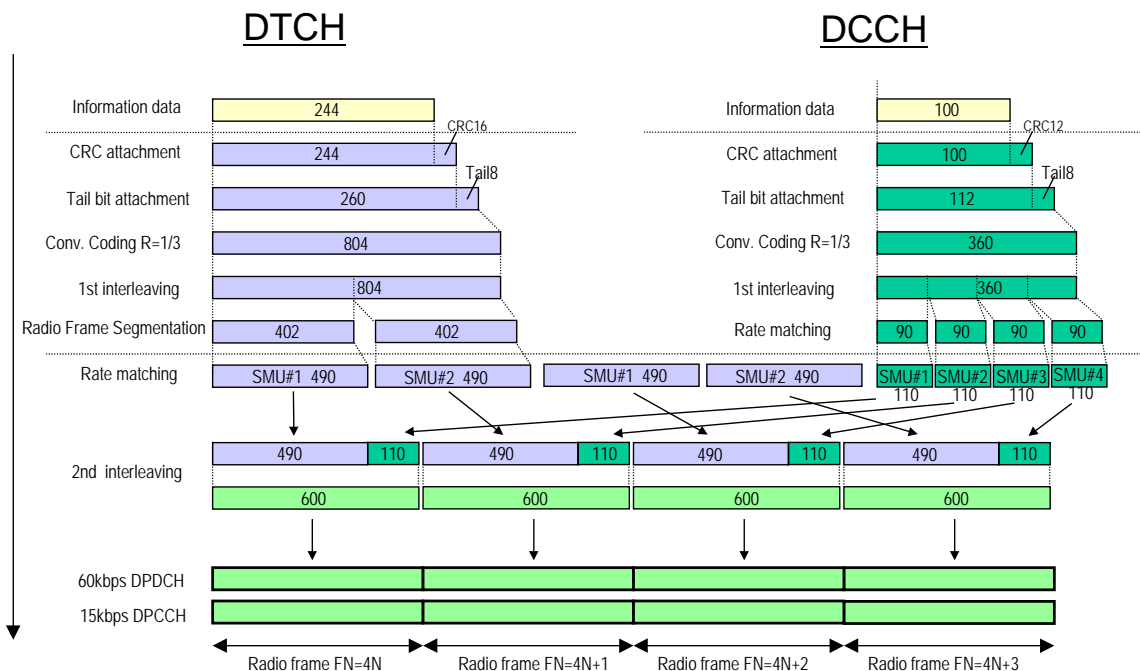 DTCH DCCH
Information data 244 Information data 100
CRC16 CRC12
CRC attachment 244 CRC attachment 100
Tail8 Tail8
Tail bit attachment 260 Tail bit attachment 112
Conv. Coding R=1/3 804 Conv. Coding R=1/3 360
1st interleaving 804 1st interleaving 360
Radio Frame Segmentation 402 402 Rate matching 90 90 90 90
Rate matching SMU#1 490 SMU#2 490 SMU#1 490 SMU#2 490 SMU#1 SMU#2 SMU#3 SMU#4
110 110 110 110
490 110 490 110 490 110 490 110
2nd interleaving
600 600 600 600
60kbps DPDCH
15kbps DPCCH
Radio frame FN=4N Radio frame FN=4N+1 Radio frame FN=4N+2 Radio frame FN=4N+3